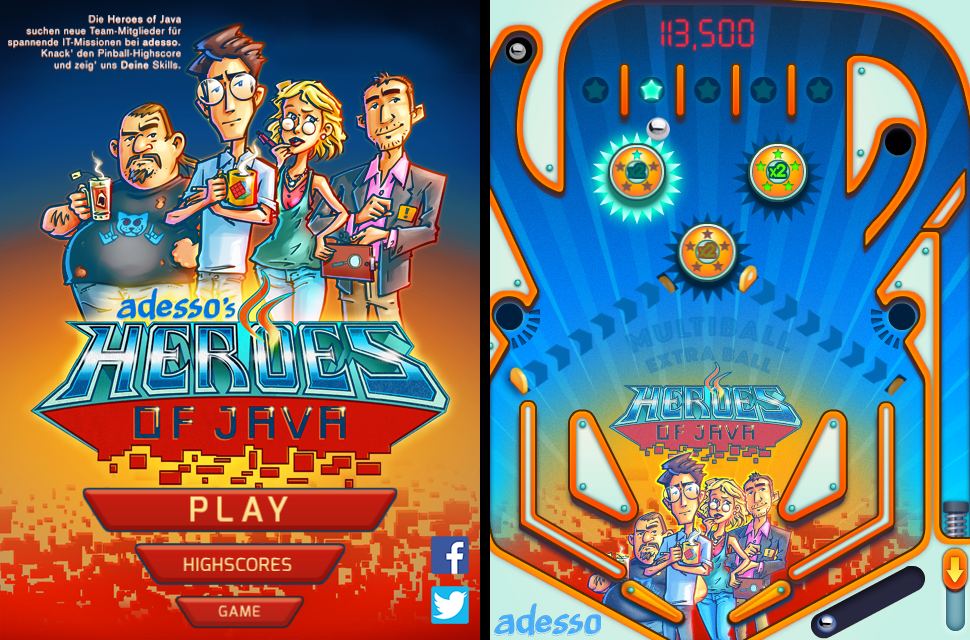 Die Heroes of Java
suchen neue Team-Mitglieder für
spannende IT-Missionen bei adesso.
Knack' den Pinball-Highscore
und zeig' uns Deine Skills.
adesso's
HEROES
OF JAVA
PLAY
HIGHSCORES
GAME
113,500
x2
x2
x2
MULTIBALL
EXTRA BALL
HEROES
OF JAVA
adesso